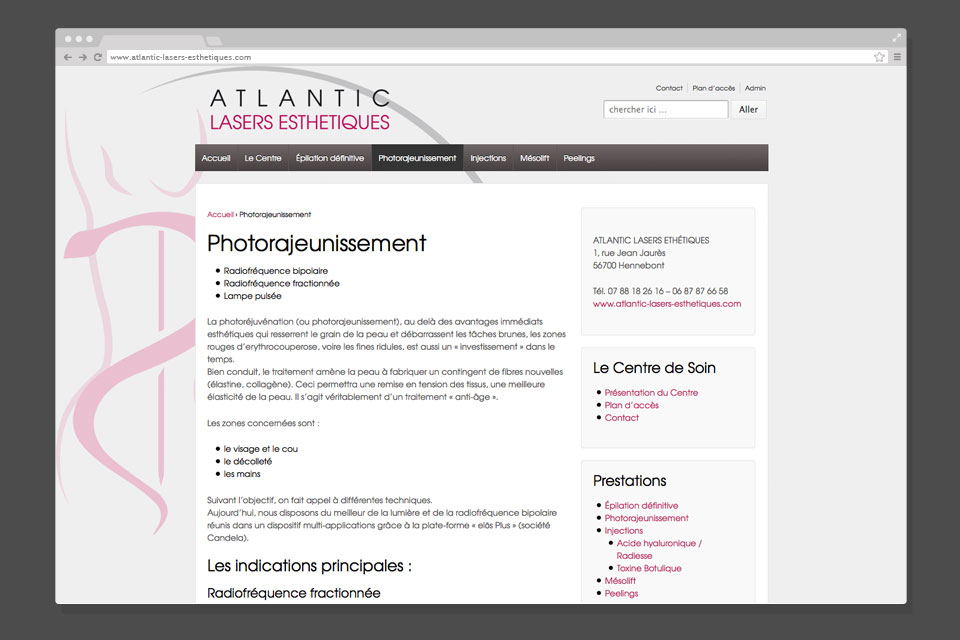 www.atlantic-lasers-esthetiques.com
Contact Plan d'accès Admin
ATLANTIC
LASERS ESTHETIQUES
chercher ici ... Aller
Accueil Le Centre Épilation définitive Photorajeunissement Injections Mésolift Peelings
Accueil › Photorajeunissement
Photorajeunissement
Radiofréquence bipolaire
Radiofréquence fractionnée
Lampe pulsée
La photoréjuvénation (ou photorajeunissement), au delà des avantages immédiats
esthétiques qui resserrent le grain de la peau et débarrassent les tâches brunes, les zones
rouges d'erythrocouperose, voire les fines ridules, est aussi un « investissement » dans le
temps.
Bien conduit, le traitement amène la peau à fabriquer un contingent de fibres nouvelles
(élastine, collagène). Ceci permettra une remise en tension des tissus, une meilleure
élasticité de la peau. Il s'agit véritablement d'un traitement « anti-âge ».
Les zones concernées sont :
le visage et le cou
le décolleté
les mains
Suivant l'objectif, on fait appel à différentes techniques.
Aujourd'hui, nous disposons du meilleur de la lumière et de la radiofréquence bipolaire
réunis dans un dispositif multi-applications grâce à la plate-forme « elōs Plus » (société
Candela).
Les indications principales :
Radiofréquence fractionnée
ATLANTIC LASERS ETHÉTIQUES
1, rue Jean Jaurès
56700 Hennebont
Tél. 07 88 18 26 16 – 06 87 87 66 58
www.atlantic-lasers-esthetiques.com
Le Centre de Soin
Présentation du Centre
Plan d'accès
Contact
Prestations
Épilation définitive
Photorajeunissement
Injections
Acide hyaluronique /
Radiesse
Toxine Botulique
Mésolift
Peelings